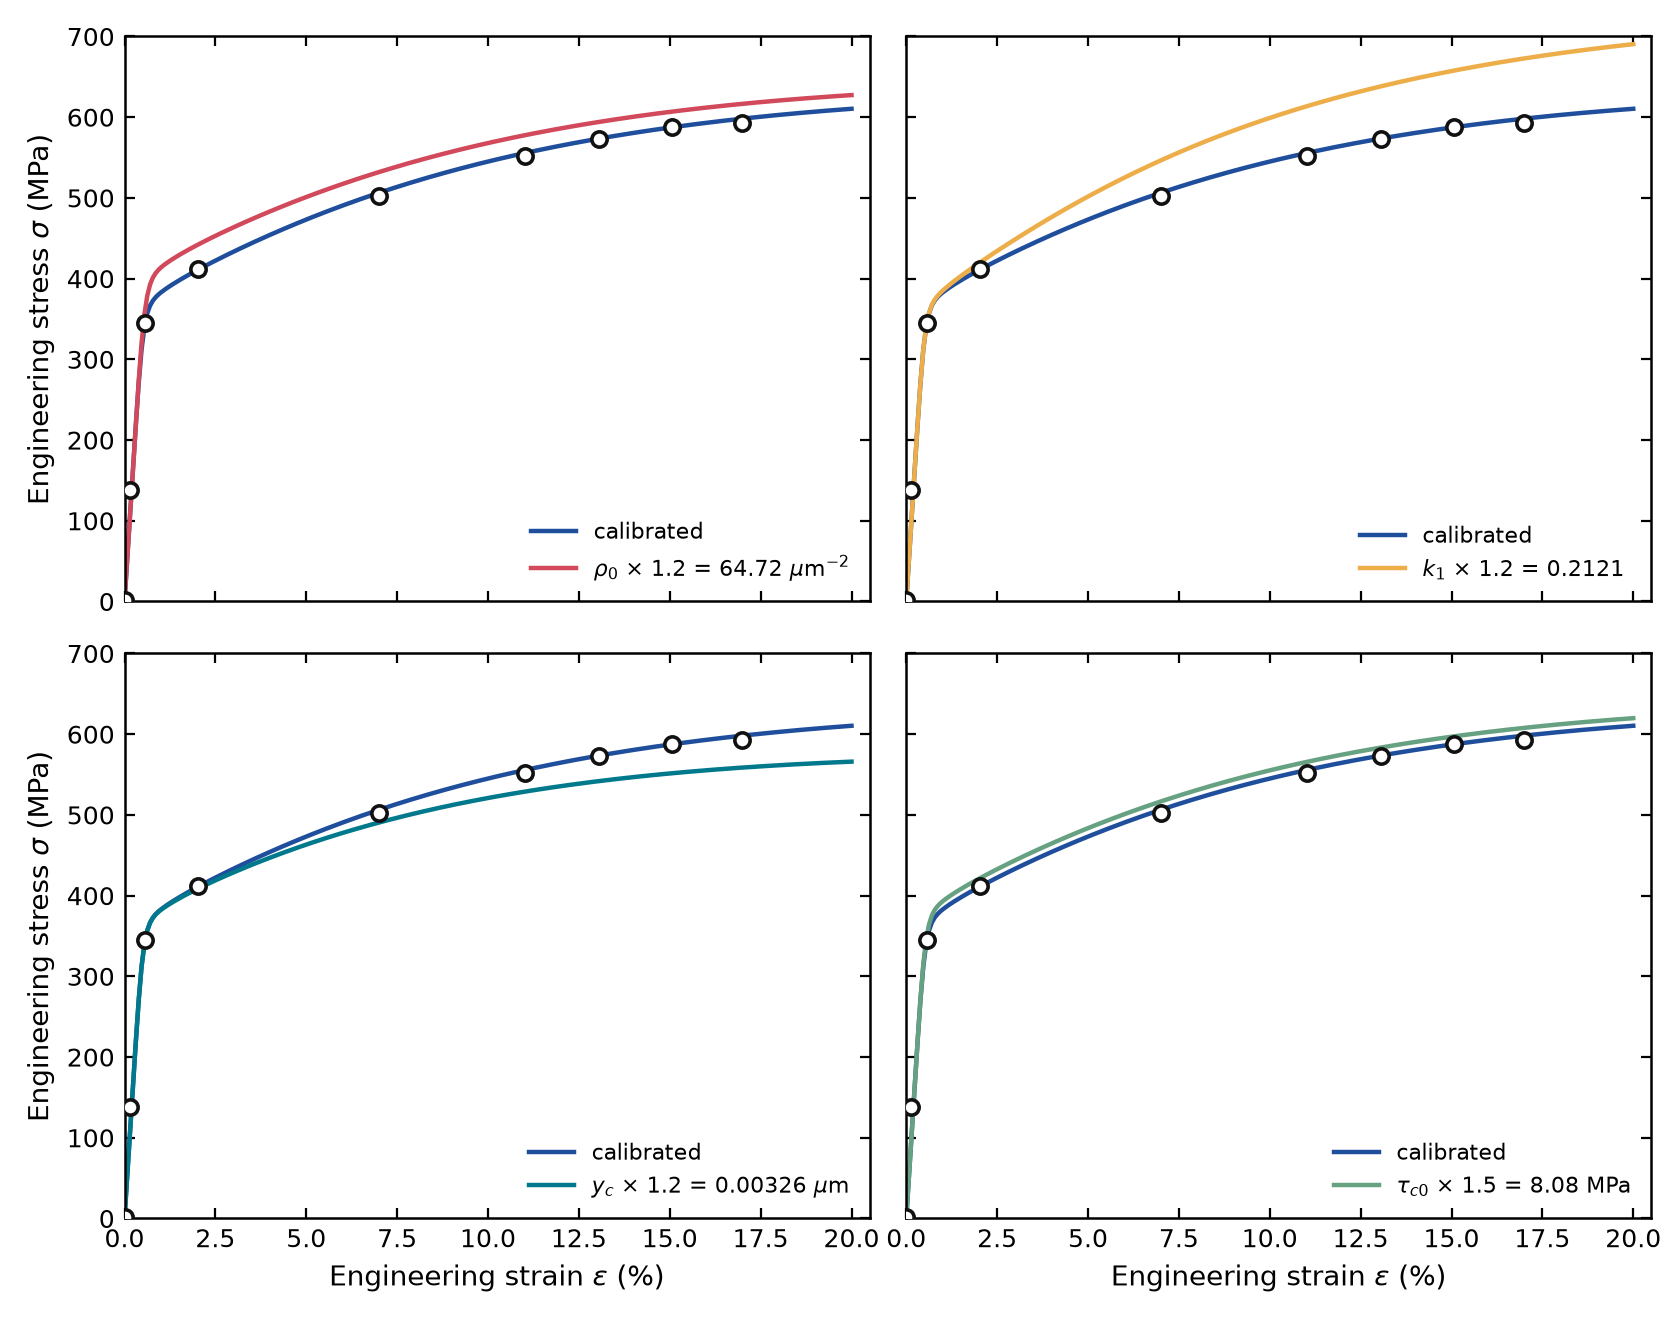 700
600
500
400
300
200
100
0
Engineering stress σ (MPa)
calibrated
ρ₀ × 1.2 = 64.72 μm⁻²
calibrated
k₁ × 1.2 = 0.2121
700
600
500
400
300
200
100
0
Engineering stress σ (MPa)
calibrated
y_c × 1.2 = 0.00326 μm
calibrated
τ_c0 × 1.5 = 8.08 MPa
0.0 2.5 5.0 7.5 10.0 12.5 15.0 17.5 20.0
0.0 2.5 5.0 7.5 10.0 12.5 15.0 17.5 20.0
Engineering strain ε (%)
Engineering strain ε (%)